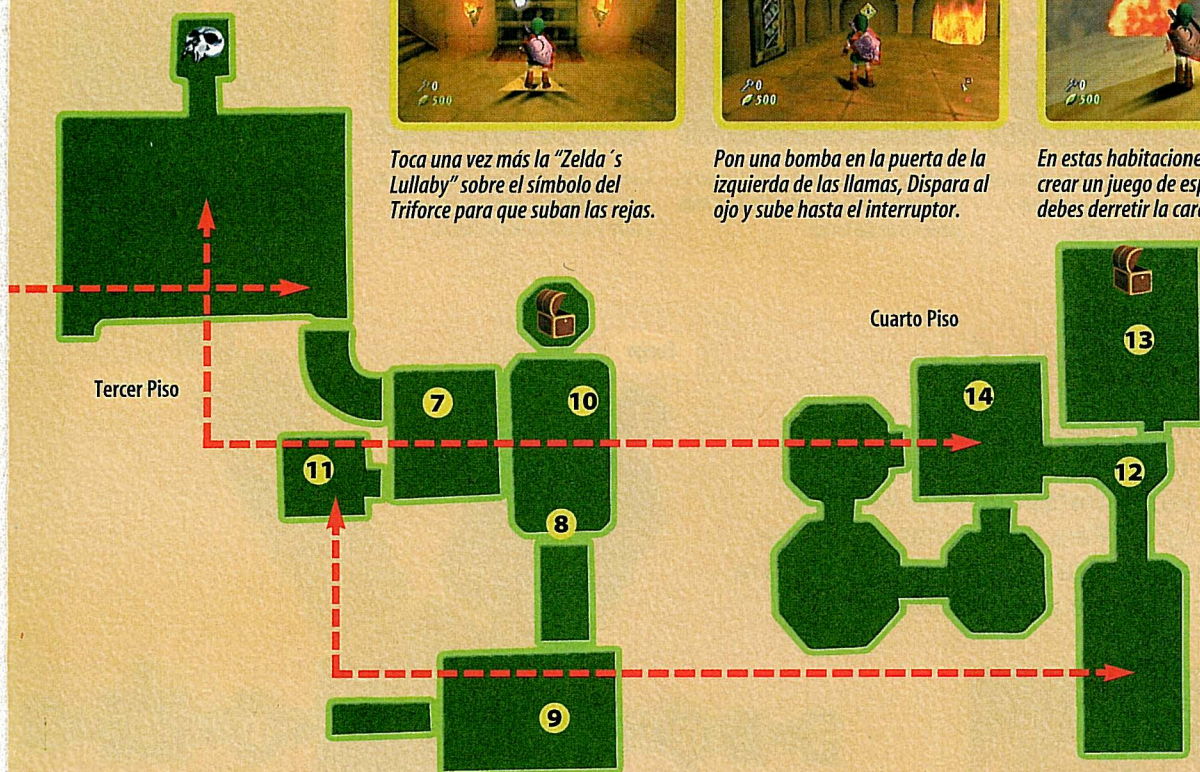 0
500
0
500
0
500
Toca una vez más la “Zelda´s
Lullaby” sobre el símbolo del
Triforce para que suban las rejas.
Pon una bomba en la puerta de la
izquierda de las llamas, Dispara al
ojo y sube hasta el interruptor.
En estas
crear un juego de
debes derretir la
Cuarto Piso
13
Tercer Piso
7
10
14
11
12
8
9